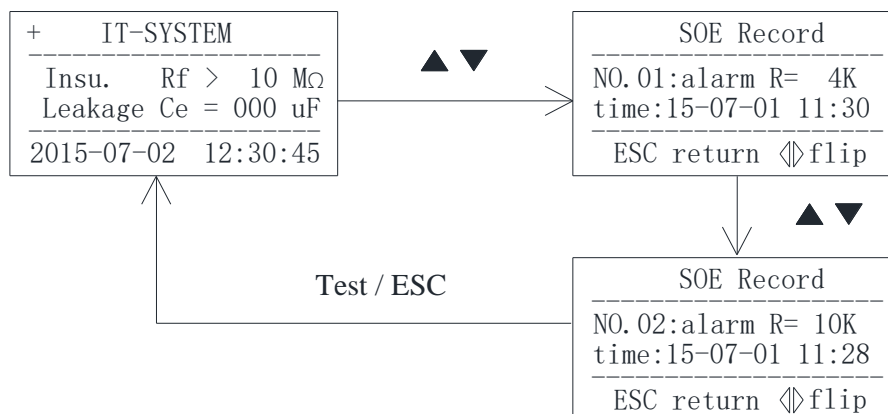 + IT-SYSTEM
Insu. Rf > 10 MΩ
Leakage Ce = 000 uF
2015-07-02 12:30:45
▲ ▼
SOE Record
NO.01:alarm R= 4K
time:15-07-01 11:30
ESC return ◁▷flip
▲ ▼
SOE Record
NO.02:alarm R= 10K
time:15-07-01 11:28
ESC return ◁▷flip
Test / ESC